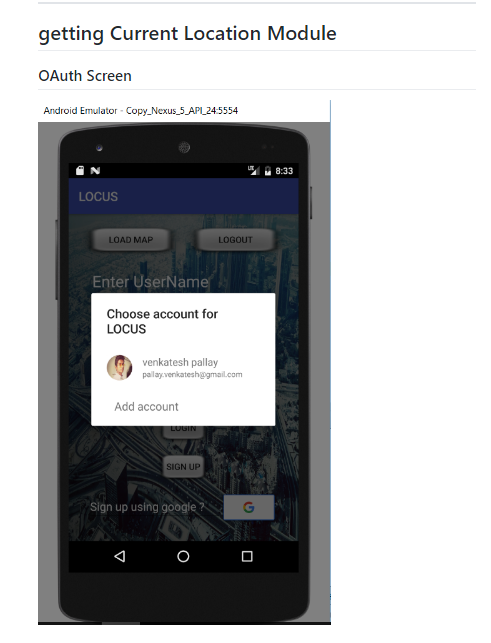 getting Current Location Module
OAuth Screen
Android Emulator - Copy_Nexus_5_API_24:5554
LTE 8:33
LOCUS
LOAD MAP LOGOUT
Enter UserName
Choose account for
LOCUS
venkatesh pallay
pallay.venkatesh@gmail.com
Add account
LOGIN
SIGN UP
Sign up using google ? G